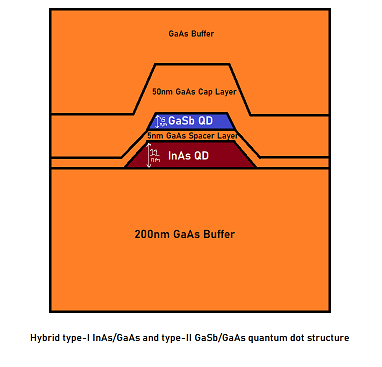 GaAs Buffer
50nm GaAs Cap Layer
GaSb QD
5nm GaAs Spacer Layer
InAs QD
200nm GaAs Buffer
Hybrid type-I InAs/GaAs and type-II GaSb/GaAs quantum dot structure